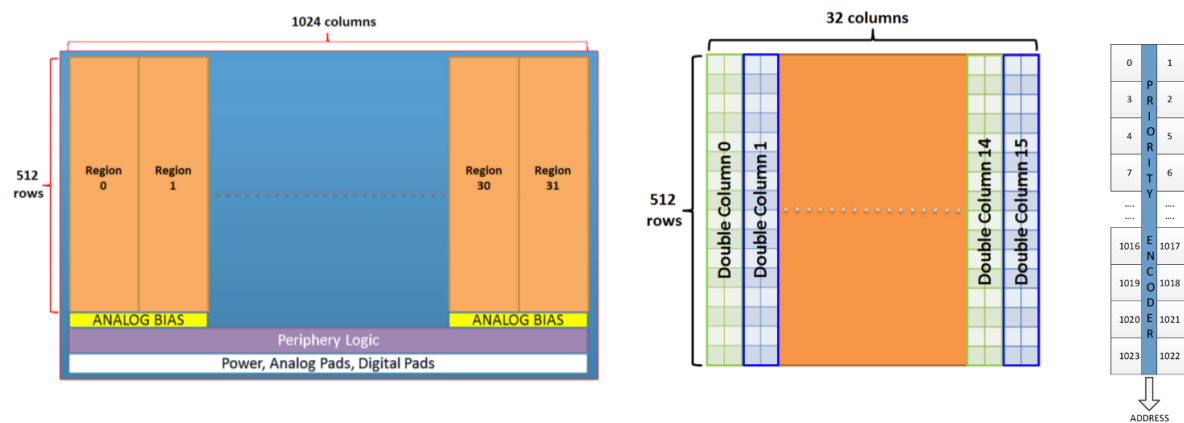 1024 columns
512
rows
Region
0
Region
1
Region
30
Region
31
ANALOG BIAS
ANALOG BIAS
Periphery Logic
Power, Analog Pads, Digital Pads
32 columns
512
rows
Double Column 0
Double Column 1
Double Column 14
Double Column 15
0 1
3 2
4 5
7 6
.... ....
.... ....
1016 1017
1019 1018
1020 1021
1023 1022
PRIORITY ENCODER
ADDRESS